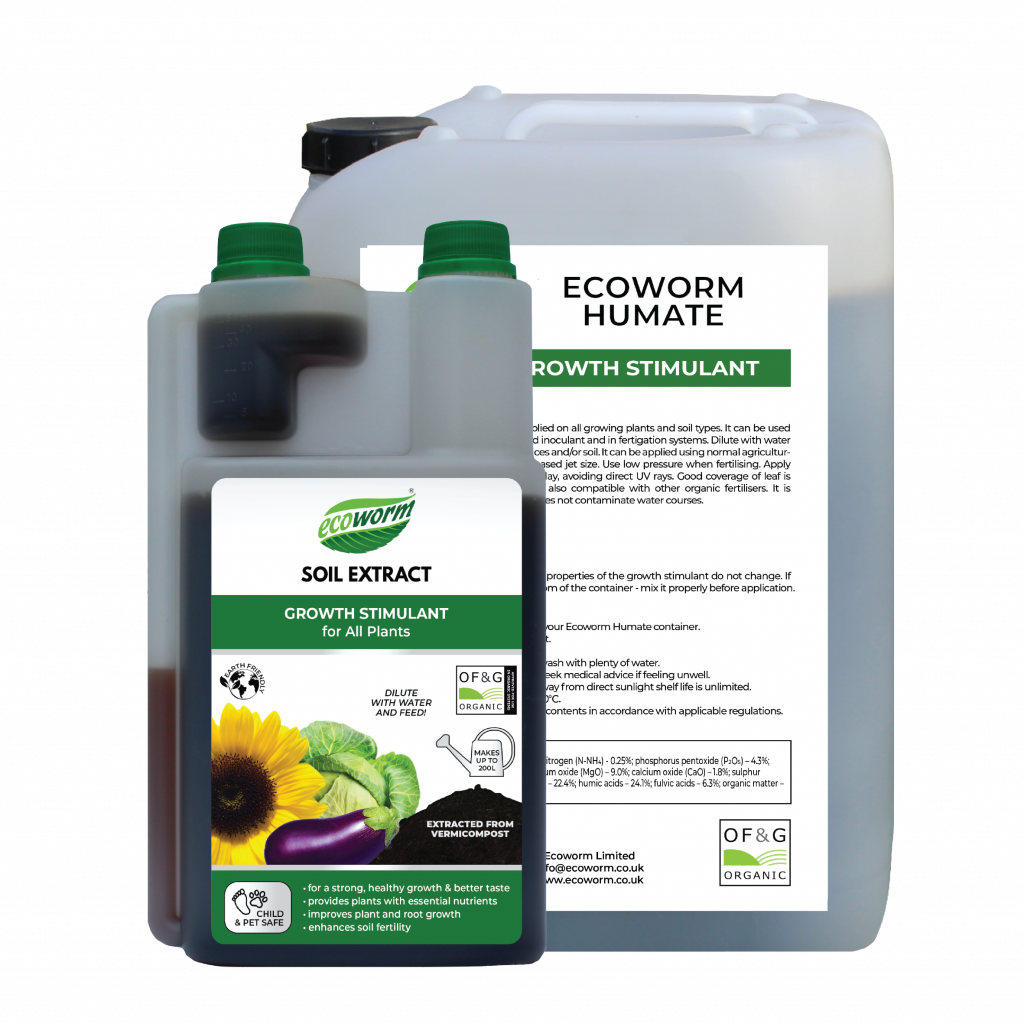 ecoworm®
SOIL EXTRACT
GROWTH STIMULANT
for All Plants
EARTH FRIENDLY
DILUTE
WITH WATER
AND FEED!
OF&G
ORGANIC
MAKES
UP TO
200L
EXTRACTED FROM
VERMICOMPOST
CHILD
& PET SAFE
• for a strong, healthy growth & better taste
• provides plants with essential nutrients
• improves plant and root growth
• enhances soil fertility
ECOWORM
HUMATE
ROWTH STIMULANT
plied on all growing plants and soil types. It can be used
d inoculant and in fertigation systems. Dilute with water
ces and/or soil. It can be applied using normal agricultur-
ased jet size. Use low pressure when fertilising. Apply
lay, avoiding direct UV rays. Good coverage of leaf is
also compatible with other organic fertilisers. It is
es not contaminate water courses.
properties of the growth stimulant do not change. If
om of the container - mix it properly before application.
your Ecoworm Humate container.
t.
wash with plenty of water.
eek medical advice if feeling unwell.
way from direct sunlight shelf life is unlimited.
0°C.
contents in accordance with applicable regulations.
itrogen (N-NH₄) - 0.25%; phosphorus pentoxide (P₂O₅) – 4.3%;
um oxide (MgO) – 9.0%; calcium oxide (CaO) – 1.8%; sulphur
– 22.4%; humic acids – 24.1%; fulvic acids – 6.3%; organic matter –
Ecoworm Limited
fo@ecoworm.co.uk
ww.ecoworm.co.uk
OF&G
ORGANIC